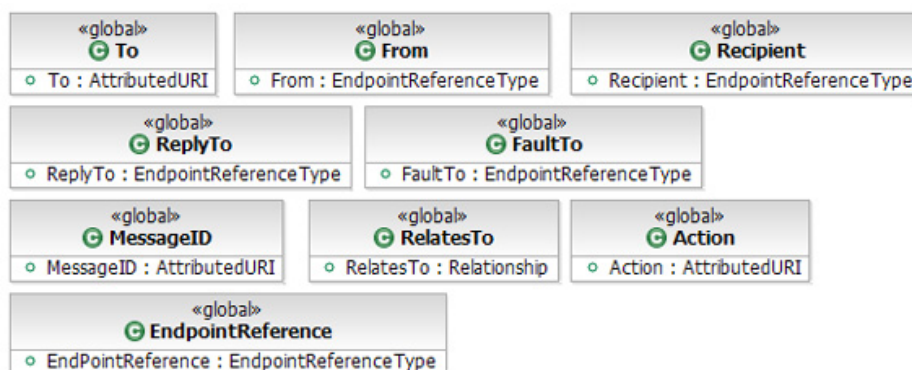 «global» «global» «global»
To From Recipient
To : AttributedURI From : EndpointReferenceType Recipient : EndpointReferenceType
«global» «global»
ReplyTo FaultTo
ReplyTo : EndpointReferenceType FaultTo : EndpointReferenceType
«global» «global» «global»
MessageID RelatesTo Action
MessageID : AttributedURI RelatesTo : Relationship Action : AttributedURI
«global»
EndpointReference
EndPointReference : EndpointReferenceType